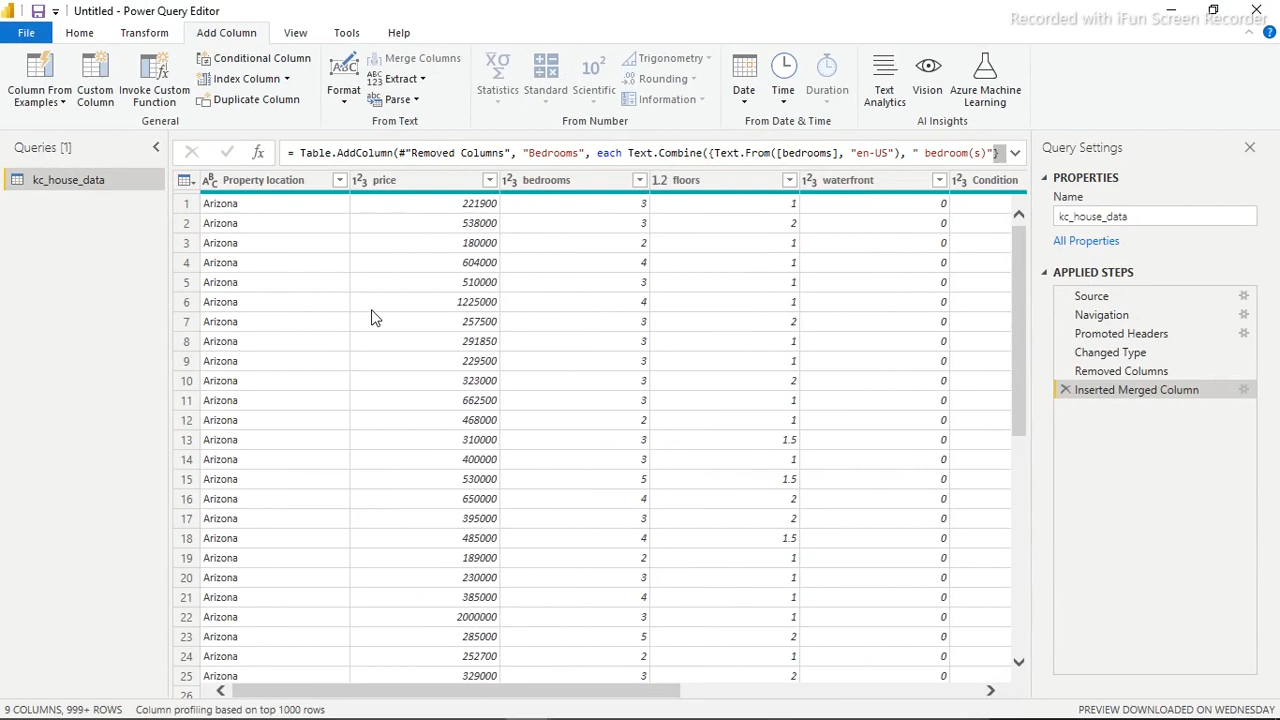 Untitled - Power Query Editor
Recorded with iFun Screen Recorder
File Home Transform Add Column View Tools Help
Column From Examples
Custom Column
Invoke Custom Function
Conditional Column
Index Column
Duplicate Column
General
Format
Merge Columns
Extract
Parse
From Text
Statistics
Standard
Scientific
Trigonometry
Rounding
Information
From Number
Date
Time
Duration
From Date & Time
Text Analytics
Vision
Azure Machine Learning
AI Insights
Queries [1]
kc_house_data
= Table.AddColumn(#"Removed Columns", "Bedrooms", each Text.Combine({Text.From([bedrooms], "en-US"), " bedroom(s)"}
Property location price bedrooms floors waterfront Condition
1 Arizona 221900 3 1 0
2 Arizona 538000 3 2 0
3 Arizona 180000 2 1 0
4 Arizona 604000 4 1 0
5 Arizona 510000 3 1 0
6 Arizona 1225000 4 1 0
7 Arizona 257500 3 2 0
8 Arizona 291850 3 1 0
9 Arizona 229500 3 1 0
10 Arizona 323000 3 2 0
11 Arizona 662500 3 1 0
12 Arizona 468000 2 1 0
13 Arizona 310000 3 1.5 0
14 Arizona 400000 3 1 0
15 Arizona 530000 5 1.5 0
16 Arizona 650000 4 2 0
17 Arizona 395000 3 2 0
18 Arizona 485000 4 1.5 0
19 Arizona 189000 2 1 0
20 Arizona 230000 3 1 0
21 Arizona 385000 4 1 0
22 Arizona 2000000 3 1 0
23 Arizona 285000 5 2 0
24 Arizona 252700 2 1 0
25 Arizona 329000 3 2 0
26
Query Settings
PROPERTIES
Name
kc_house_data
All Properties
APPLIED STEPS
Source
Navigation
Promoted Headers
Changed Type
Removed Columns
Inserted Merged Column
9 COLUMNS, 999+ ROWS Column profiling based on top 1000 rows
PREVIEW DOWNLOADED ON WEDNESDAY